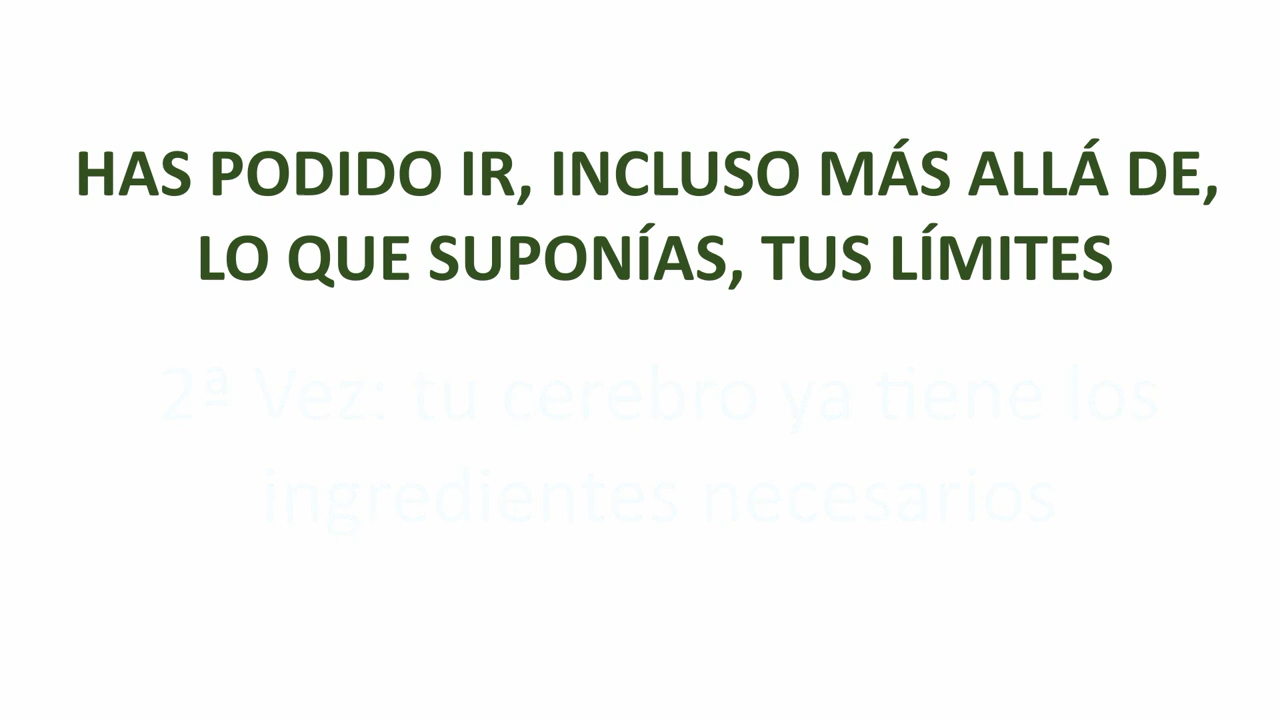 HAS PODIDO IR, INCLUSO MÁS ALLÁ DE,
LO QUE SUPONÍAS, TUS LÍMITES
2ª Vez: tu cerebro ya tiene los
ingredientes necesarios